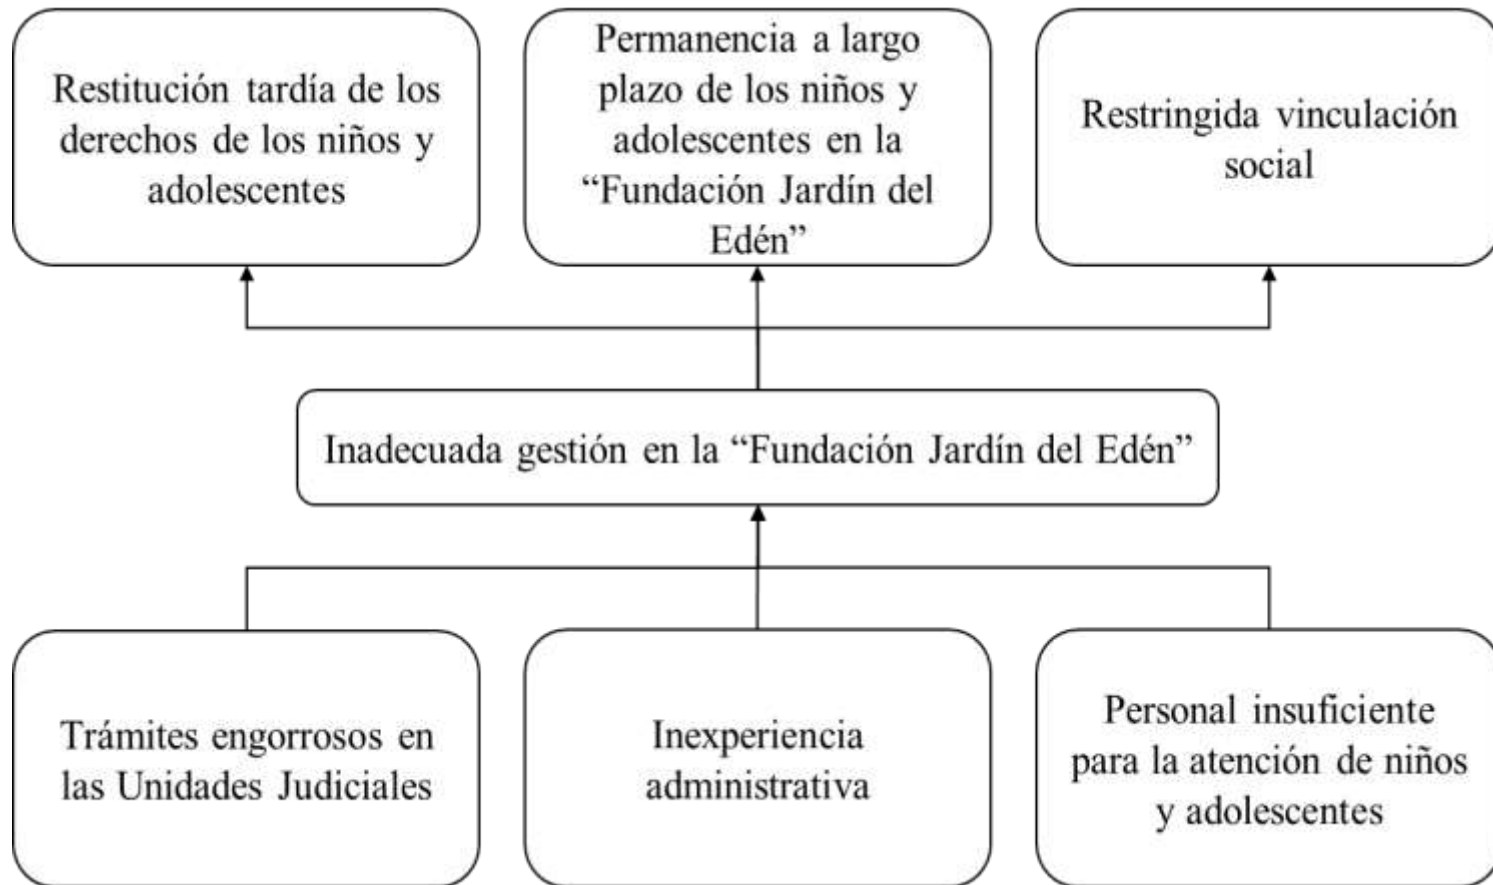 Restitución tardía de los
derechos de los niños y
adolescentes
Permanencia a largo
plazo de los niños y
adolescentes en la
“Fundación Jardín del
Edén”
Restringida vinculación
social
Inadecuada gestión en la “Fundación Jardín del Edén”
Trámites engorrosos en
las Unidades Judiciales
Inexperiencia
administrativa
Personal insuficiente
para la atención de niños
y adolescentes